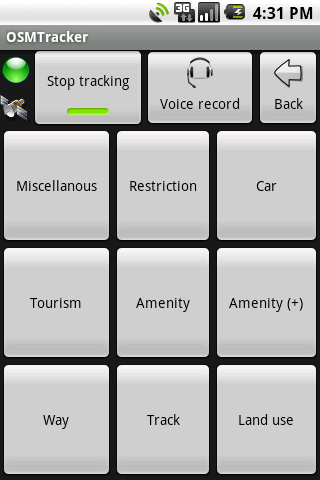 3G
4:31 PM
OSMTracker
Stop tracking
Voice record
Back
Miscellanous
Restriction
Car
Tourism
Amenity
Amenity (+)
Way
Track
Land use